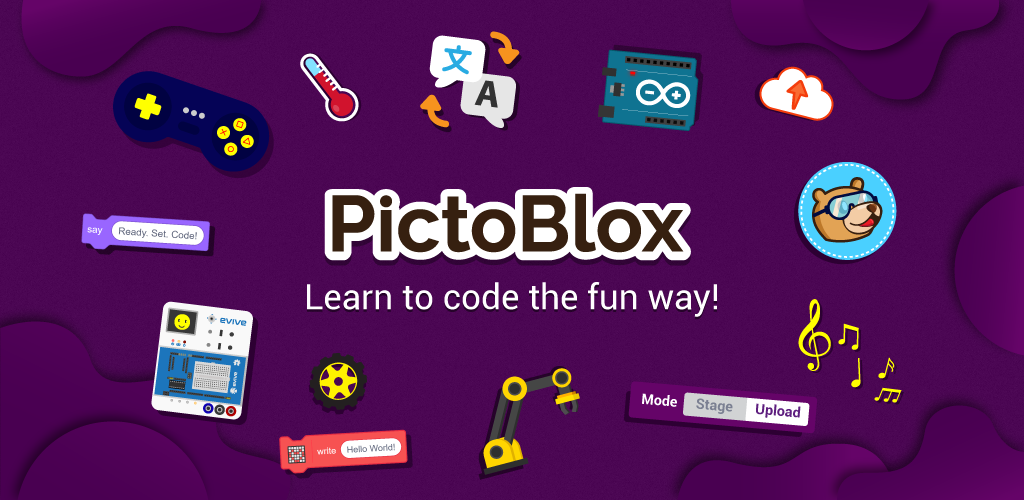 文
A
say Ready. Set. Code!
PictoBlox
Learn to code the fun way!
evive
evive
Mode Stage Upload
write Hello World!